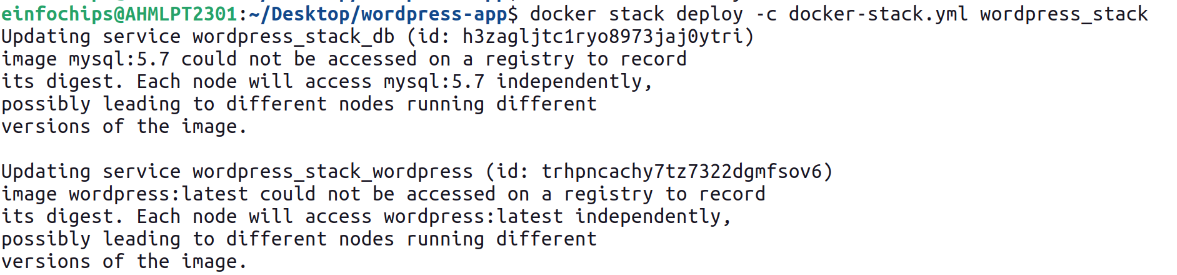 einfochips@AHMLPT2301:~/Desktop/wordpress-app$ docker stack deploy -c docker-stack.yml wordpress_stack
Updating service wordpress_stack_db (id: h3zagljtc1ryo8973jaj0ytri)
image mysql:5.7 could not be accessed on a registry to record
its digest. Each node will access mysql:5.7 independently,
possibly leading to different nodes running different
versions of the image.

Updating service wordpress_stack_wordpress (id: trhpncachy7tz7322dgmfsov6)
image wordpress:latest could not be accessed on a registry to record
its digest. Each node will access wordpress:latest independently,
possibly leading to different nodes running different
versions of the image.